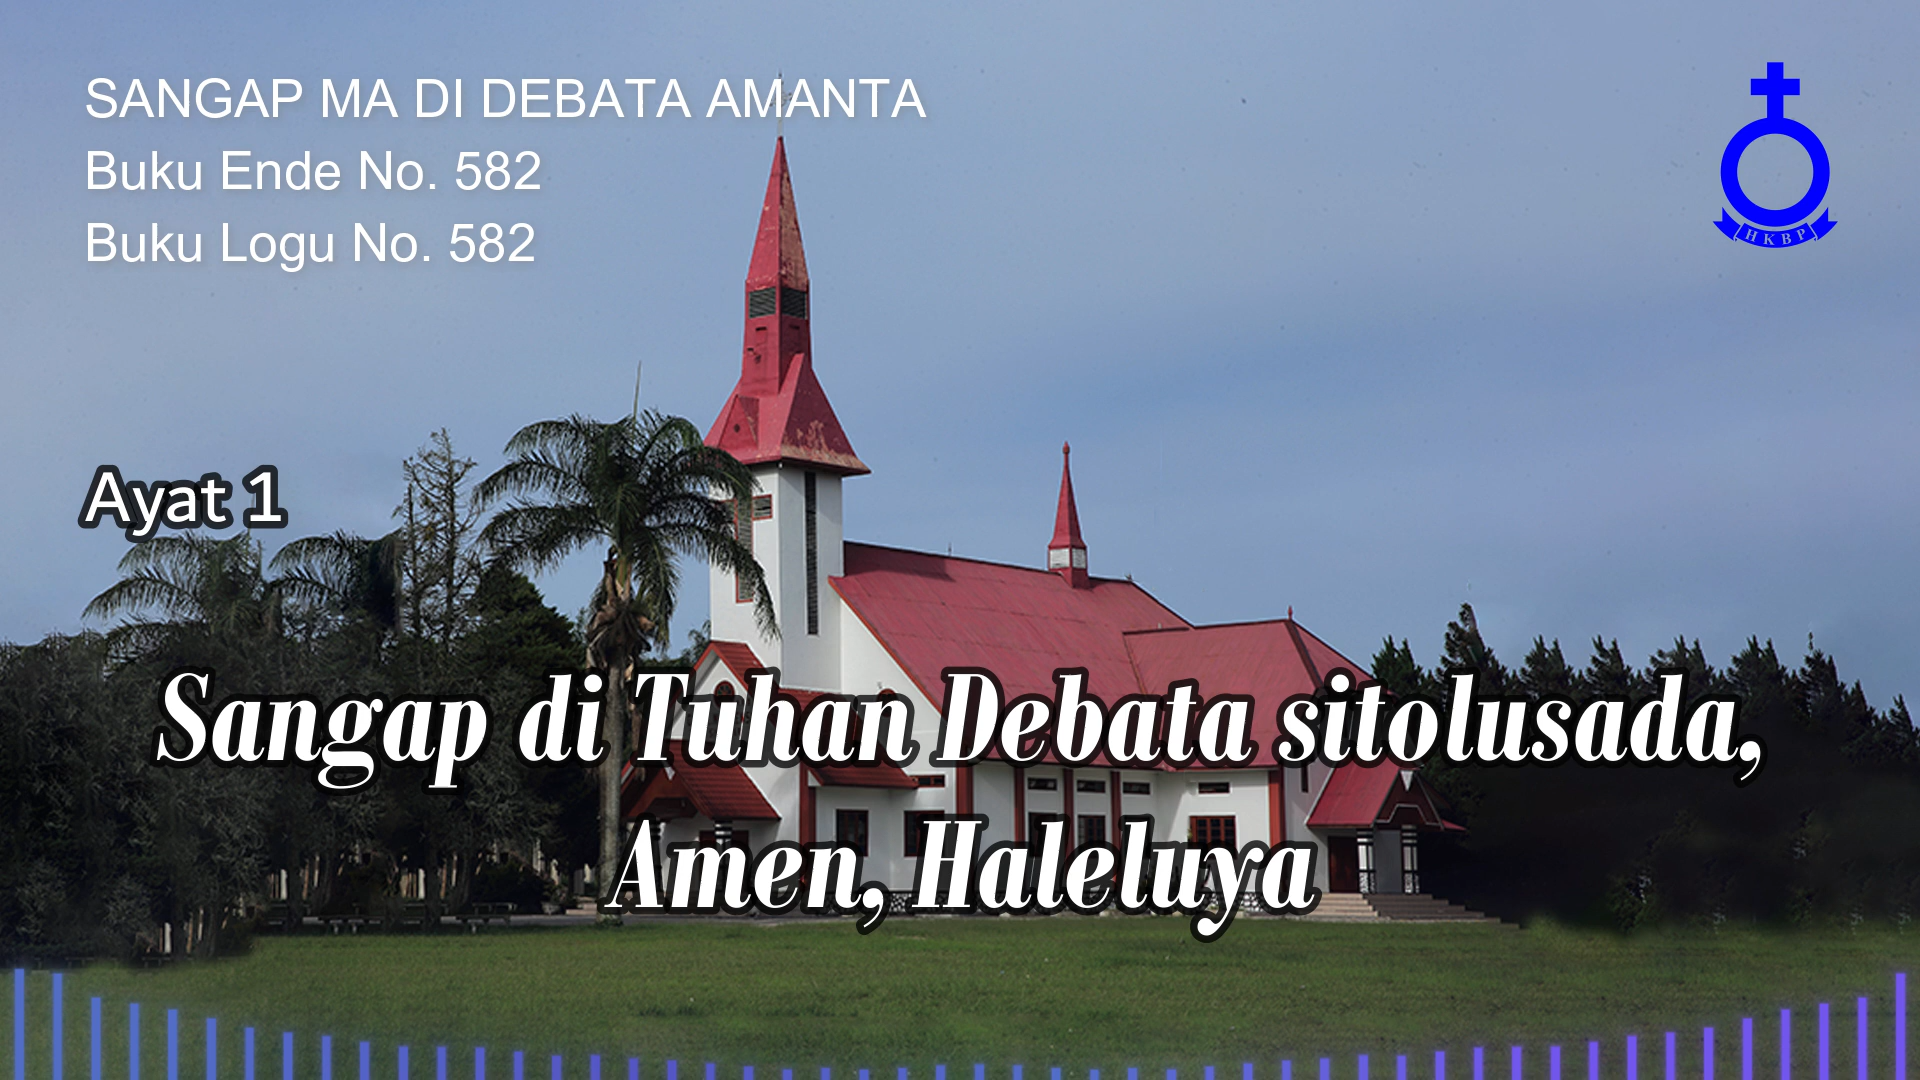 SANGAP MA DI DEBATA AMANTA
Buku Ende No. 582
Buku Logu No. 582
HKBP
Ayat 1
Sangap di Tuhan Debata sitolusada,
Amen, Haleluya